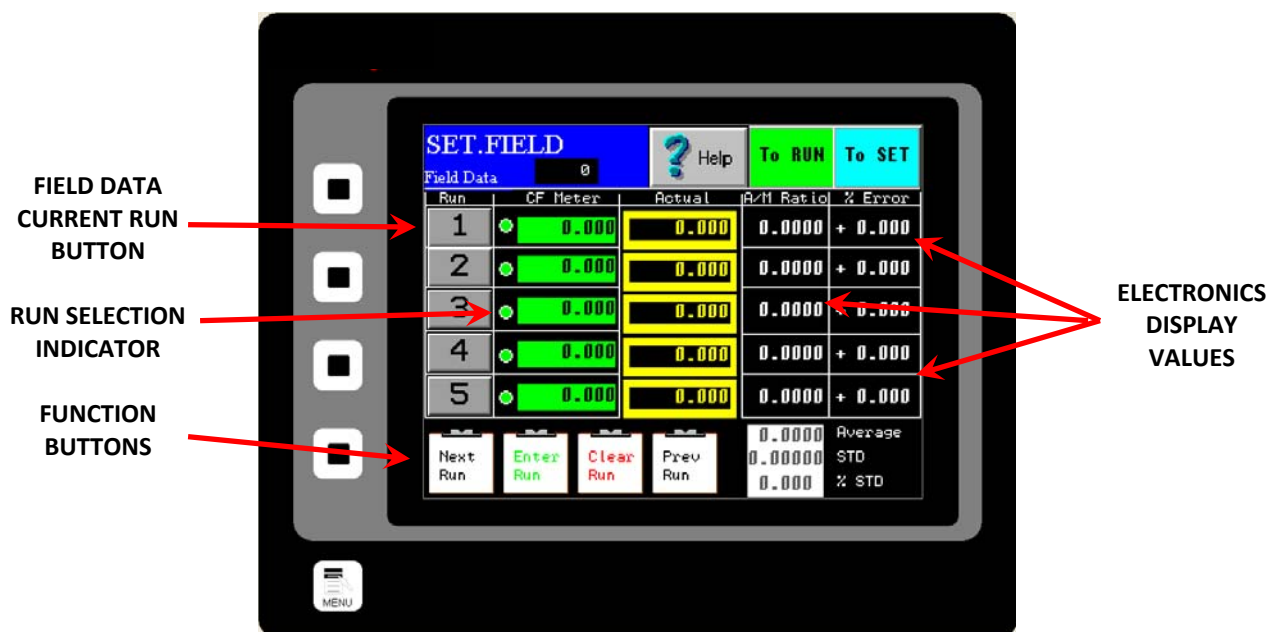 SET.FIELD
Field Data 0
Help
To RUN
To SET
Run CF Meter Actual A/M Ratio % Error
1 0.000 0.000 0.0000 + 0.000
2 0.000 0.000 0.0000 + 0.000
3 0.000 0.000 0.0000 + 0.000
4 0.000 0.000 0.0000 + 0.000
5 0.000 0.000 0.0000 + 0.000
Next
Run
Enter
Run
Clear
Run
Prev
Run
0.0000 Average
0.00000 STD
0.000 % STD
MENU
FIELD DATA
CURRENT RUN
BUTTON
RUN SELECTION
INDICATOR
FUNCTION
BUTTONS
ELECTRONICS
DISPLAY
VALUES